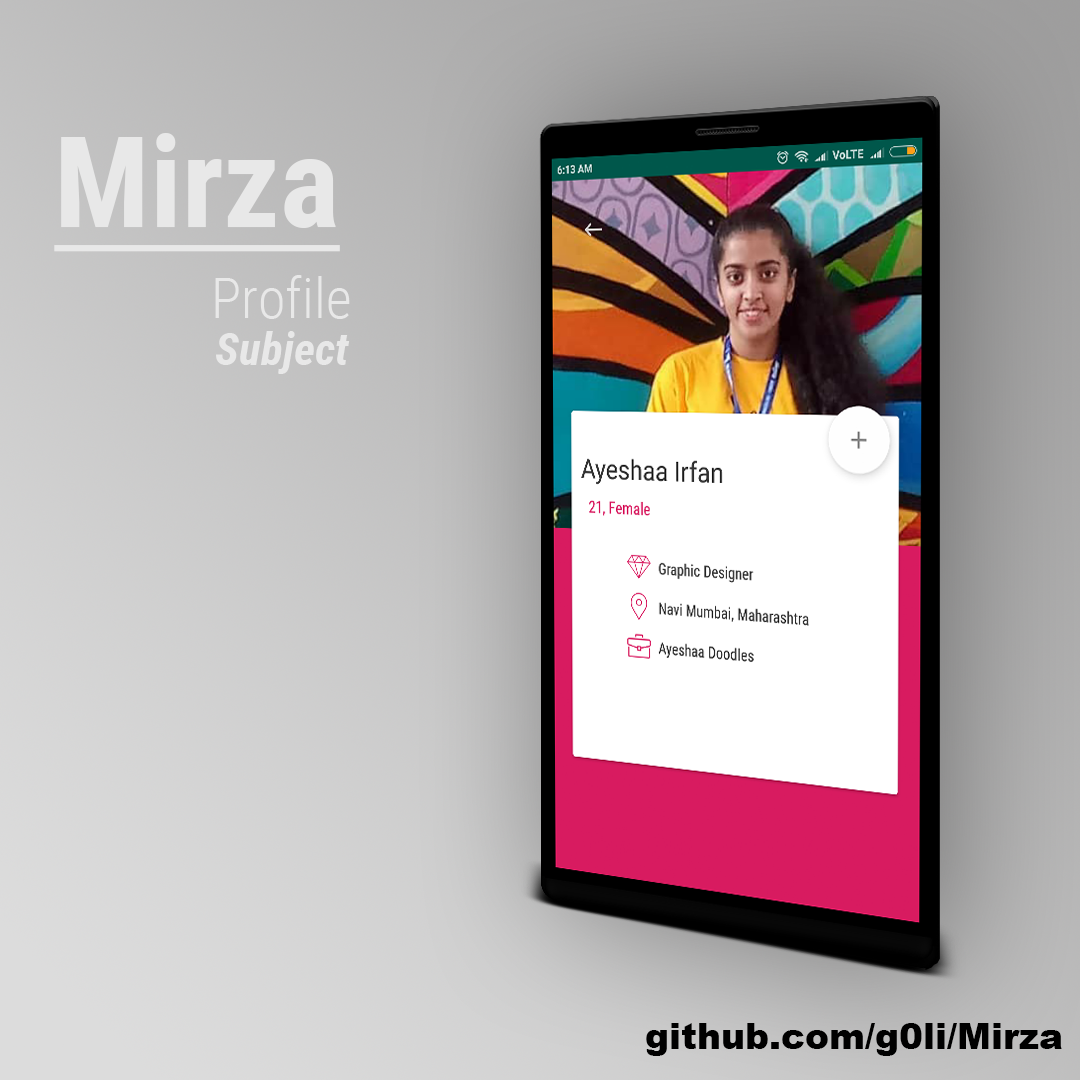 Mirza
Profile
Subject
6:13 AM
VoLTE
Ayeshaa Irfan
21, Female
Graphic Designer
Navi Mumbai, Maharashtra
Ayeshaa Doodles
github.com/g0li/Mirza